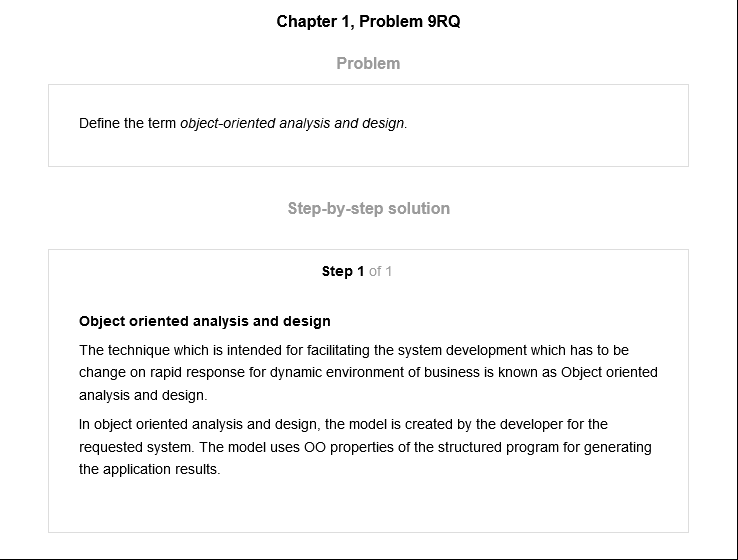 Chapter 1, Problem 9RQ
Problem
Define the term object-oriented analysis and design.
Step-by-step solution
Step 1 of 1
Object oriented analysis and design
The technique which is intended for facilitating the system development which has to be
change on rapid response for dynamic environment of business is known as Object oriented
analysis and design.
In object oriented analysis and design, the model is created by the developer for the
requested system. The model uses OO properties of the structured program for generating
the application results.